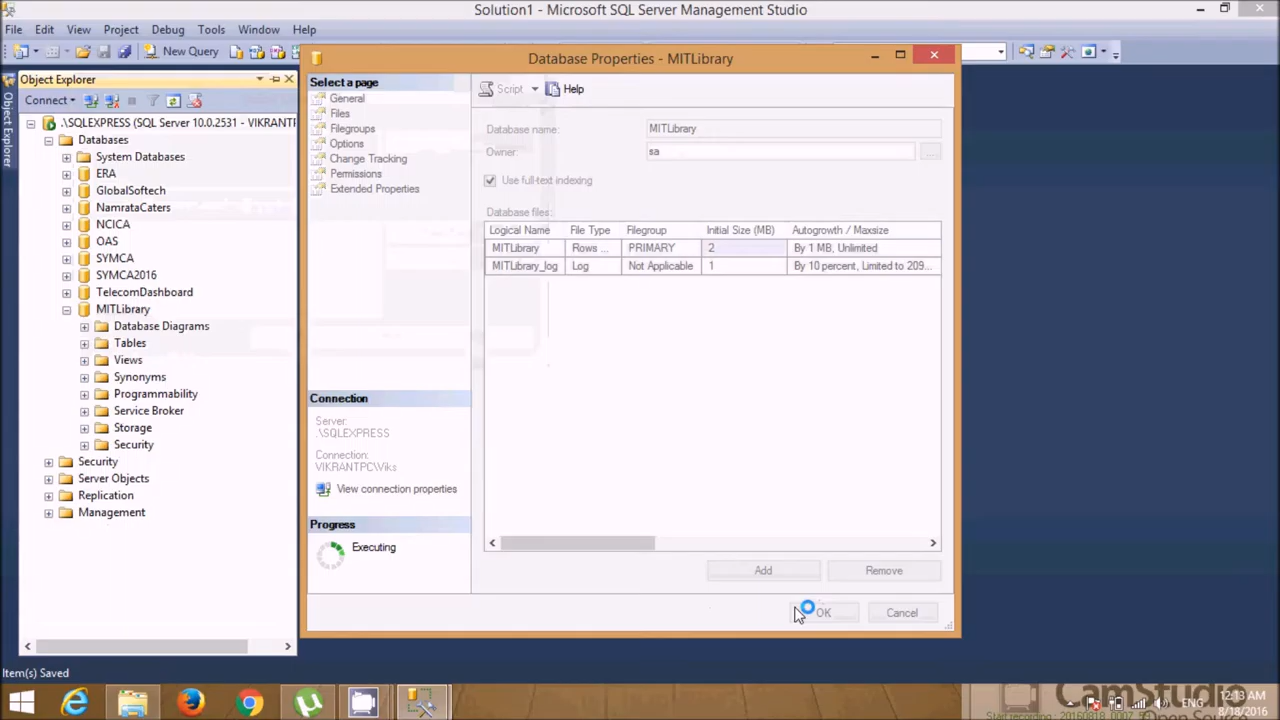 Solution1 - Microsoft SQL Server Management Studio
File Edit View Project Debug Tools Window Help
New Query
Object Explorer
Object Explorer
Connect
.\SQLEXPRESS (SQL Server 10.0.2531 - VIKRANTP
Databases
System Databases
ERA
GlobalSoftech
NamrataCaters
NCICA
OAS
SYMCA
SYMCA2016
TelecomDashboard
MITLibrary
Database Diagrams
Tables
Views
Synonyms
Programmability
Service Broker
Storage
Security
Security
Server Objects
Replication
Management
Item(s) Saved
Database Properties - MITLibrary
Select a page
General
Files
Filegroups
Options
Change Tracking
Permissions
Extended Properties
Connection
Server:
.\SQLEXPRESS
Connection:
VIKRANTPC\Viks
View connection properties
Progress
Executing
Script Help
Database name: MITLibrary
Owner: sa
...
Use full-text indexing
Database files:
Logical Name File Type Filegroup Initial Size (MB) Autogrowth / Maxsize
MITLibrary Rows ... PRIMARY 2 By 1 MB, Unlimited
MITLibrary_log Log Not Applicable 1 By 10 percent, Limited to 209...
Add Remove
OK Cancel
CamStudio
ENG
12:13 AM
8/18/2016